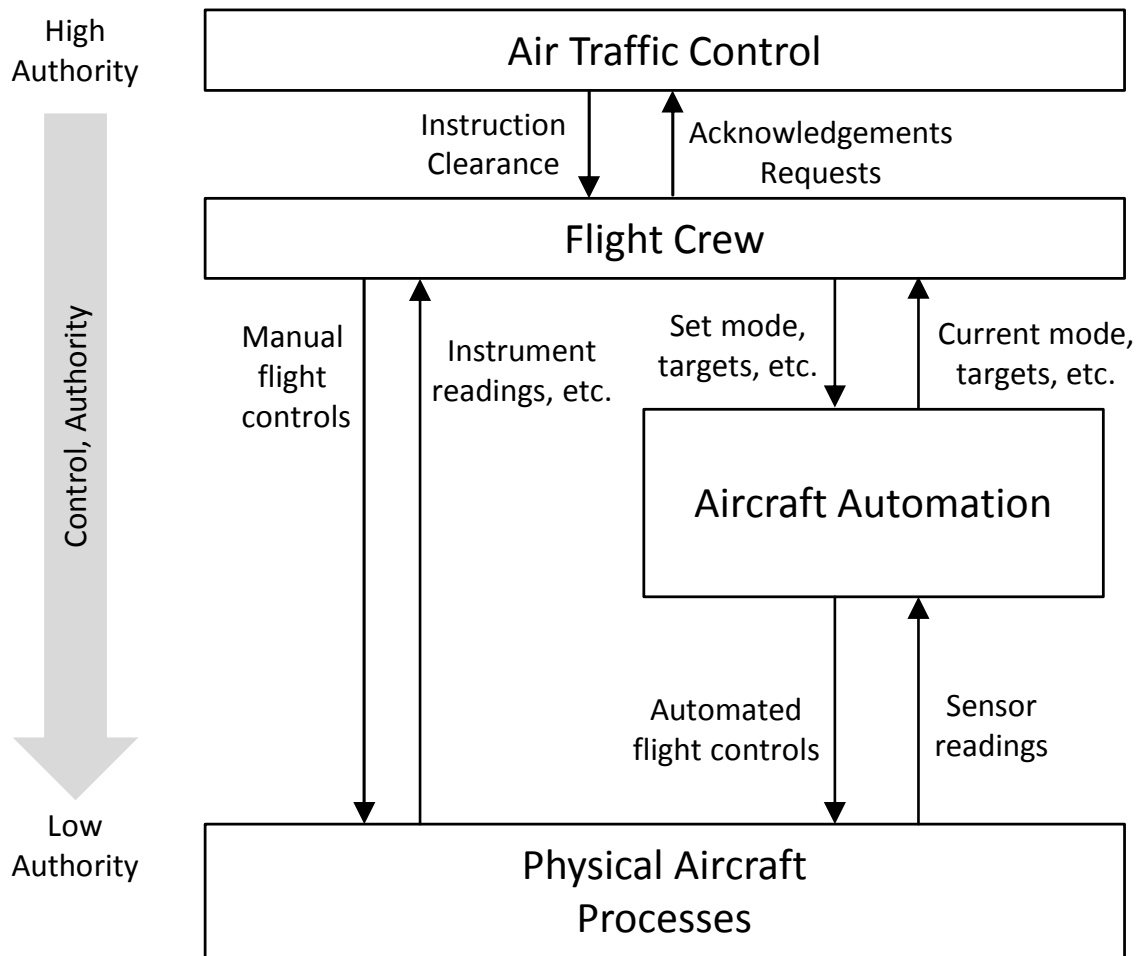 High
Authority
Air Traffic Control
Instruction
Clearance
Acknowledgements
Requests
Flight Crew
Control, Authority
Manual
flight
controls
Instrument
readings, etc.
Set mode,
targets, etc.
Current mode,
targets, etc.
Aircraft Automation
Automated
flight controls
Sensor
readings
Low
Authority
Physical Aircraft
Processes